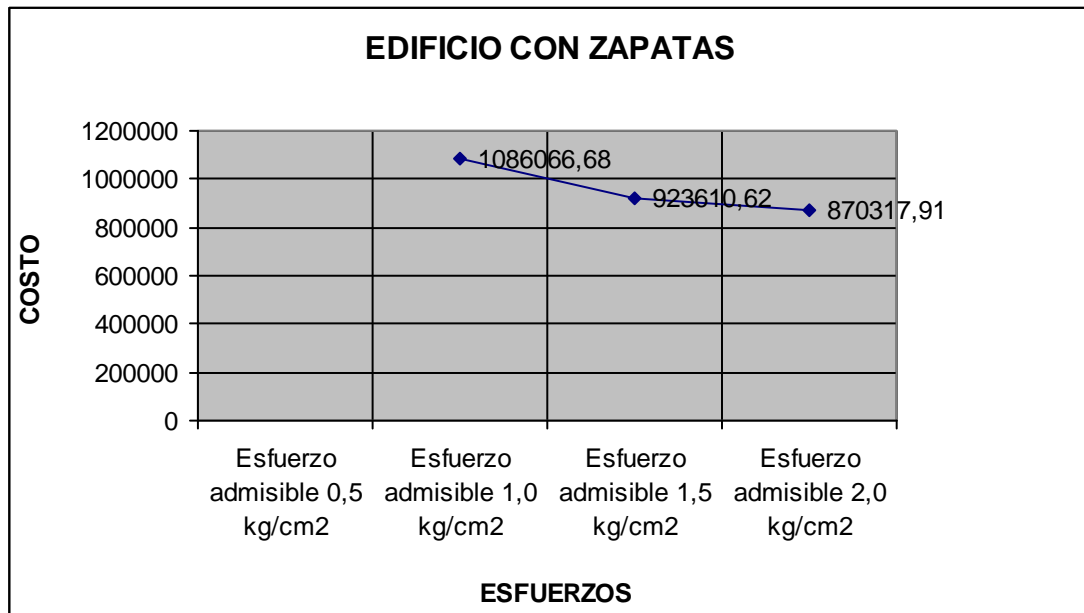 EDIFICIO CON ZAPATAS
COSTO
1200000
1000000
800000
600000
400000
200000
0
1086066,68
923610,62
870317,91
Esfuerzo
admisible 0,5
kg/cm2
Esfuerzo
admisible 1,0
kg/cm2
Esfuerzo
admisible 1,5
kg/cm2
Esfuerzo
admisible 2,0
kg/cm2
ESFUERZOS